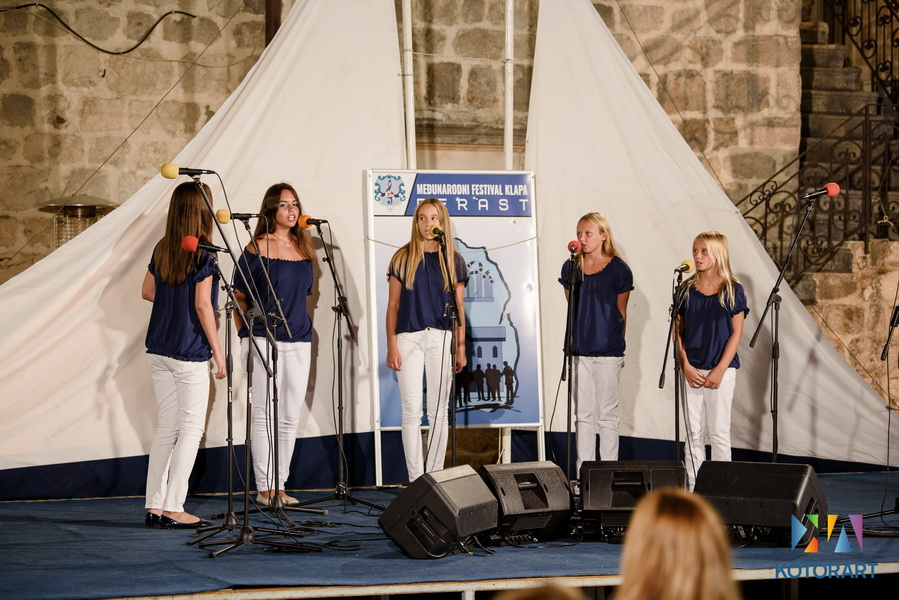 MEĐUNARODNI FESTIVAL KLAPA
PERAST
KOTORART